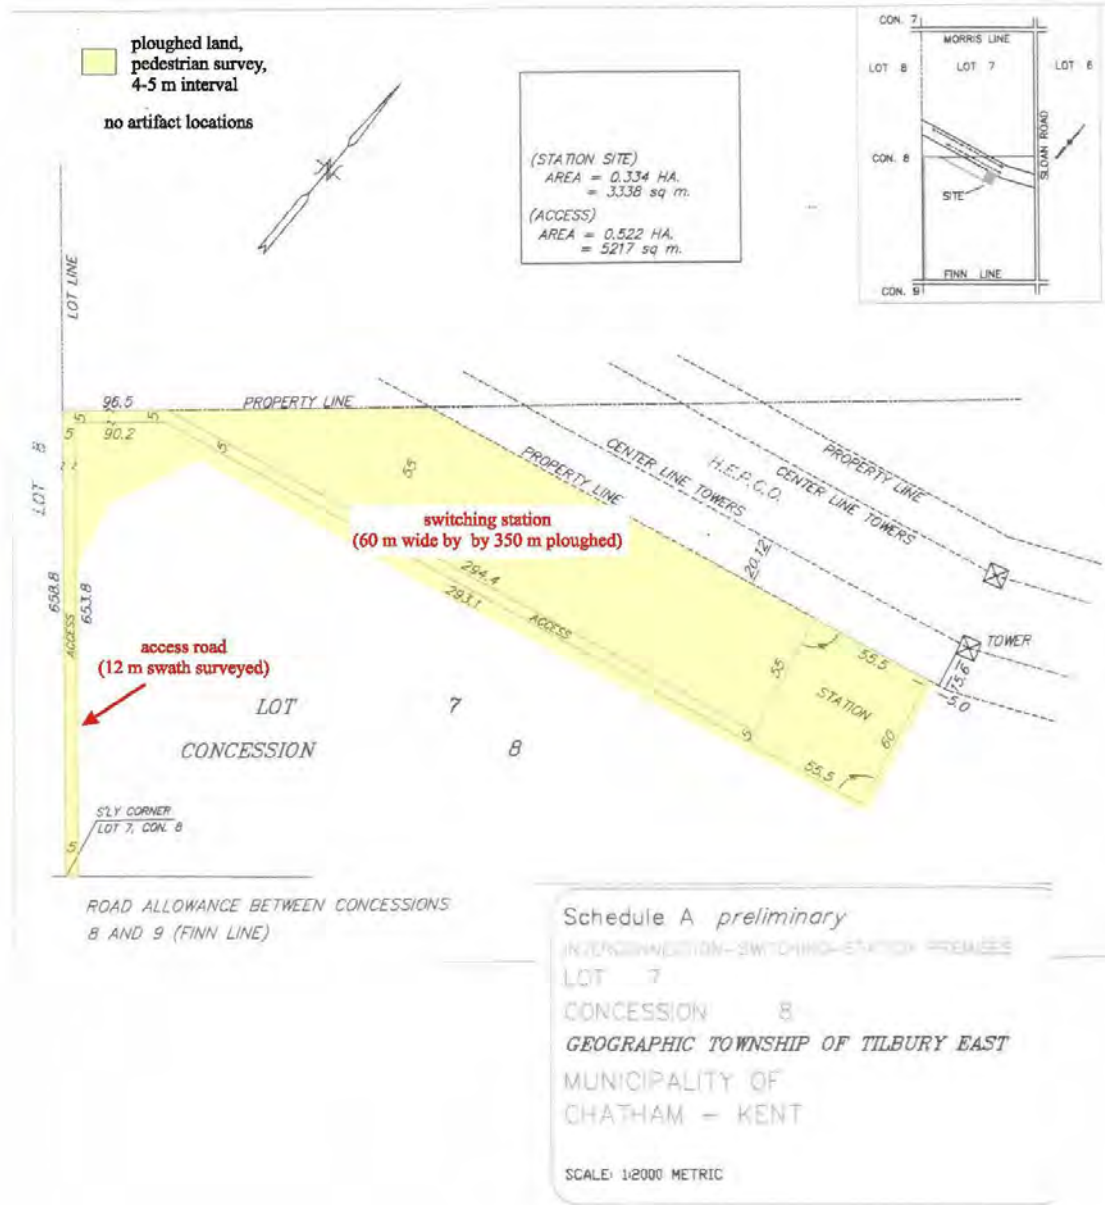 ploughed land,
pedestrian survey,
4-5 m interval
no artifact locations
(STATION SITE)
AREA = 0.334 HA.
= 3338 sq m.
(ACCESS)
AREA = 0.522 HA.
= 5217 sq m.
CON. 7
MORRIS LINE
LOT 8
LOT 7
LOT 6
CON. 8
SLOAN ROAD
SITE
FINN LINE
CON. 9
LOT LINE
96.5
PROPERTY LINE
5
5
90.2
5
5
55
LOT 8
PROPERTY LINE
CENTER LINE TOWERS
H.E.P.C.O.
CENTER LINE TOWERS
PROPERTY LINE
switching station
(60 m wide by by 350 m ploughed)
20.12
294.4
293.1
ACCESS
658.8
653.8
ACCESS
access road
(12 m swath surveyed)
TOWER
55.5
15.6
5.0
55
STATION
60
5
55.5
LOT 7
CONCESSION 8
S'LY CORNER
LOT 7, CON. 8
5
ROAD ALLOWANCE BETWEEN CONCESSIONS
8 AND 9 (FINN LINE)
Schedule A preliminary
INTERCONNECTION-SWITCHING-STATION PREMISES
LOT 7
CONCESSION 8
GEOGRAPHIC TOWNSHIP OF TILBURY EAST
MUNICIPALITY OF
CHATHAM - KENT
SCALE: 1:2000 METRIC